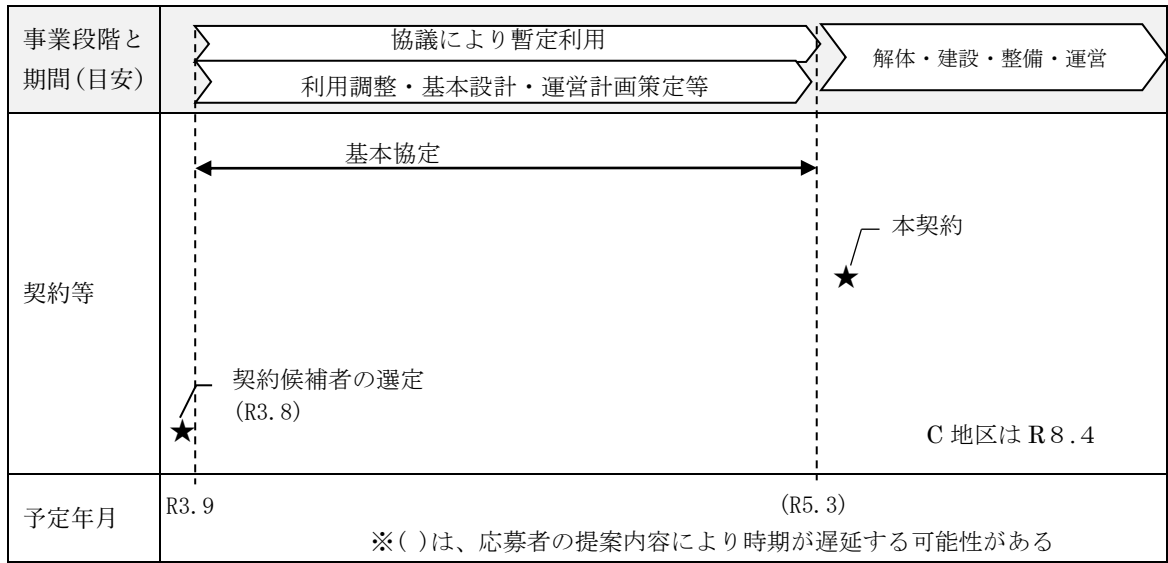 事業段階と
期間(目安)
協議により暫定利用
利用調整・基本設計・運営計画策定等
解体・建設・整備・運営
契約等
基本協定
本契約
契約候補者の選定
(R3.8)
C 地区は R８.４
予定年月
R3.9
(R5.3)
※( )は、応募者の提案内容により時期が遅延する可能性がある